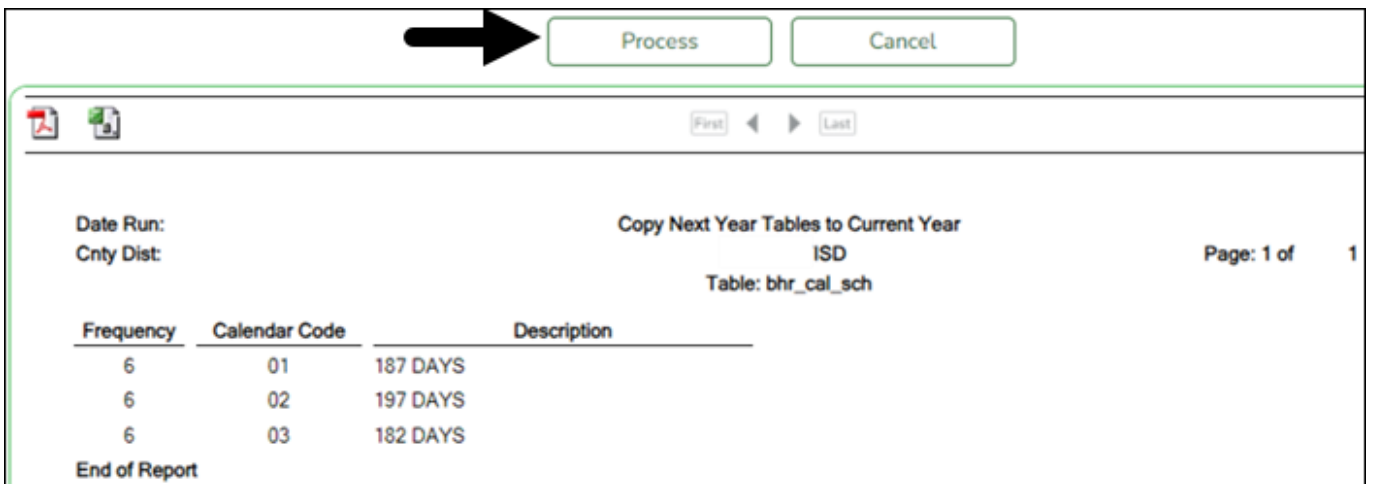 Process Cancel
First Last
Date Run: Copy Next Year Tables to Current Year
Cnty Dist: ISD Page: 1 of 1
Table: bhr_cal_sch
Frequency Calendar Code Description
6 01 187 DAYS
6 02 197 DAYS
6 03 182 DAYS
End of Report